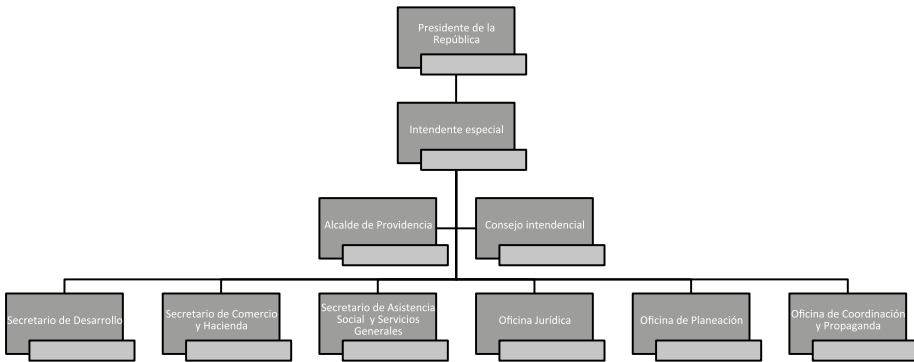 Presidente de la
República
Intendente especial
Alcalde de Providencia
Consejo intendencial
Secretario de Desarrollo
Secretario de Comercio
y Hacienda
Secretario de Asistencia
Social y Servicios
Generales
Oficina Jurídica
Oficina de Planeación
Oficina de Coordinación
y Propaganda